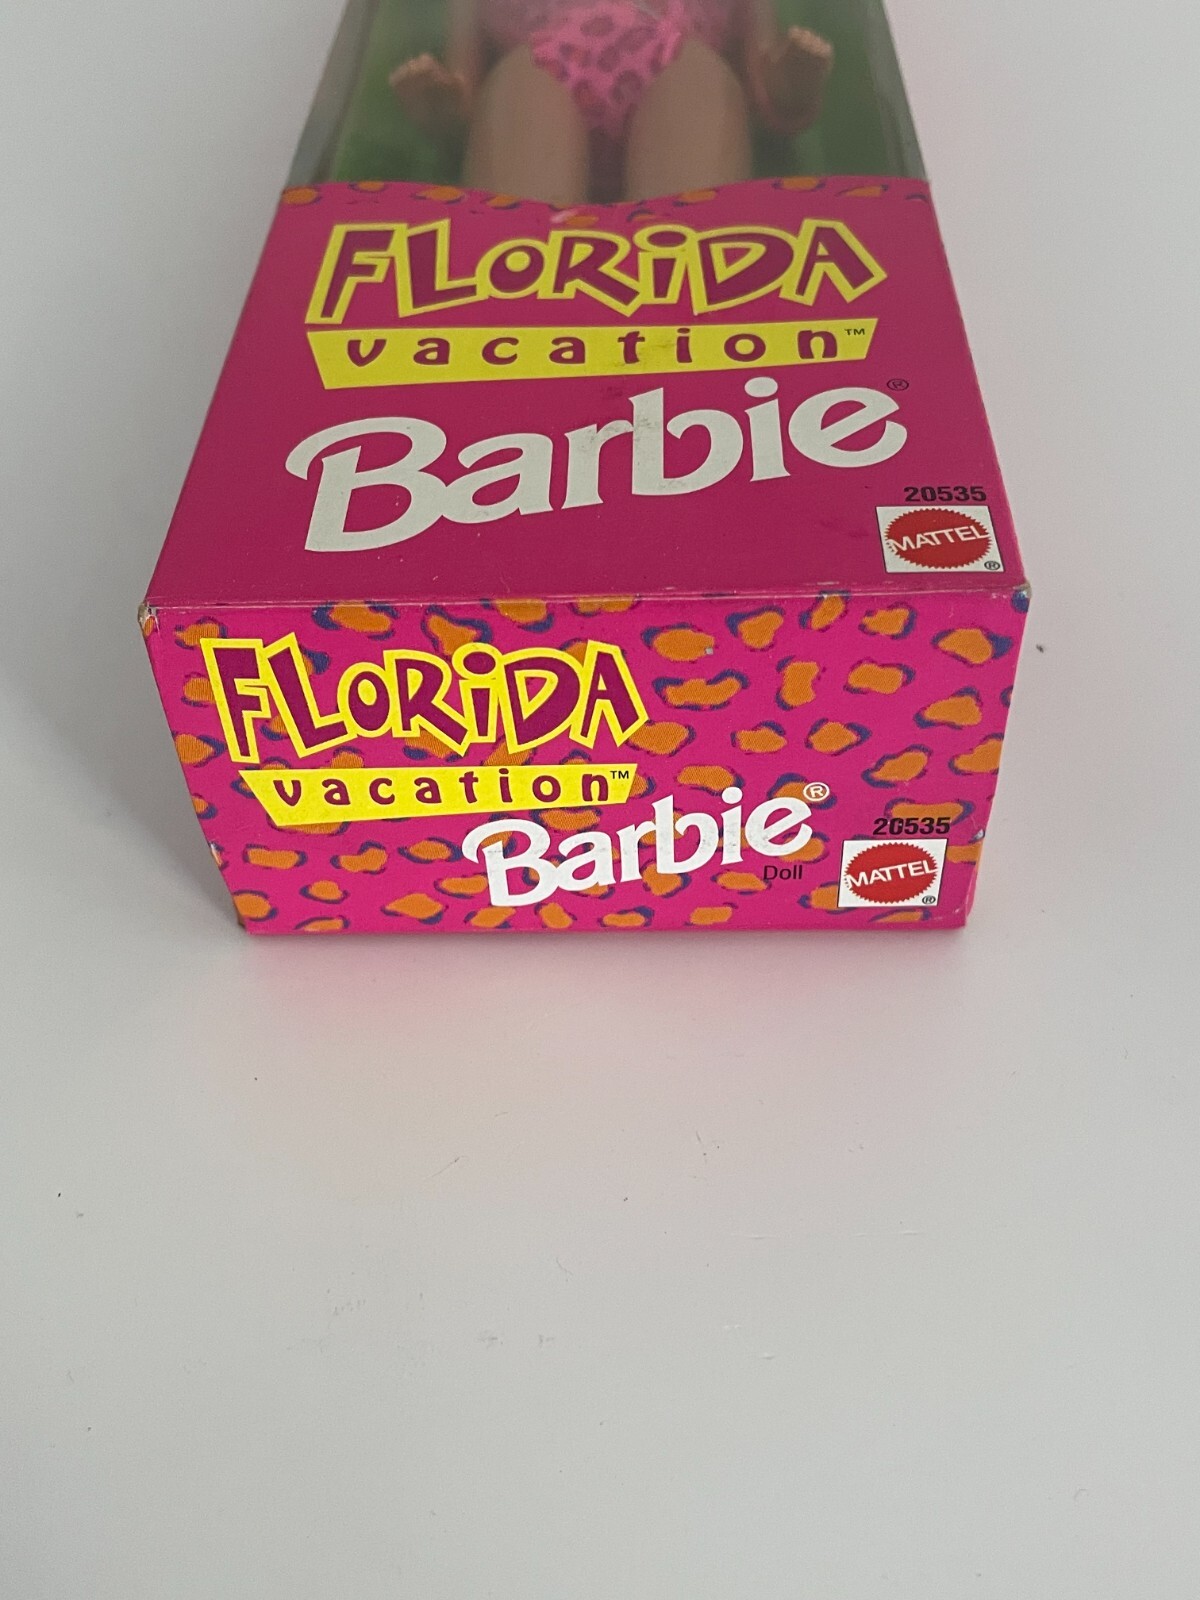 FLORiDA
vacation™
Barbie®
20535
MATTEL
®
FLORiDA
vacation™
Barbie®
Doll
20535
MATTEL
®